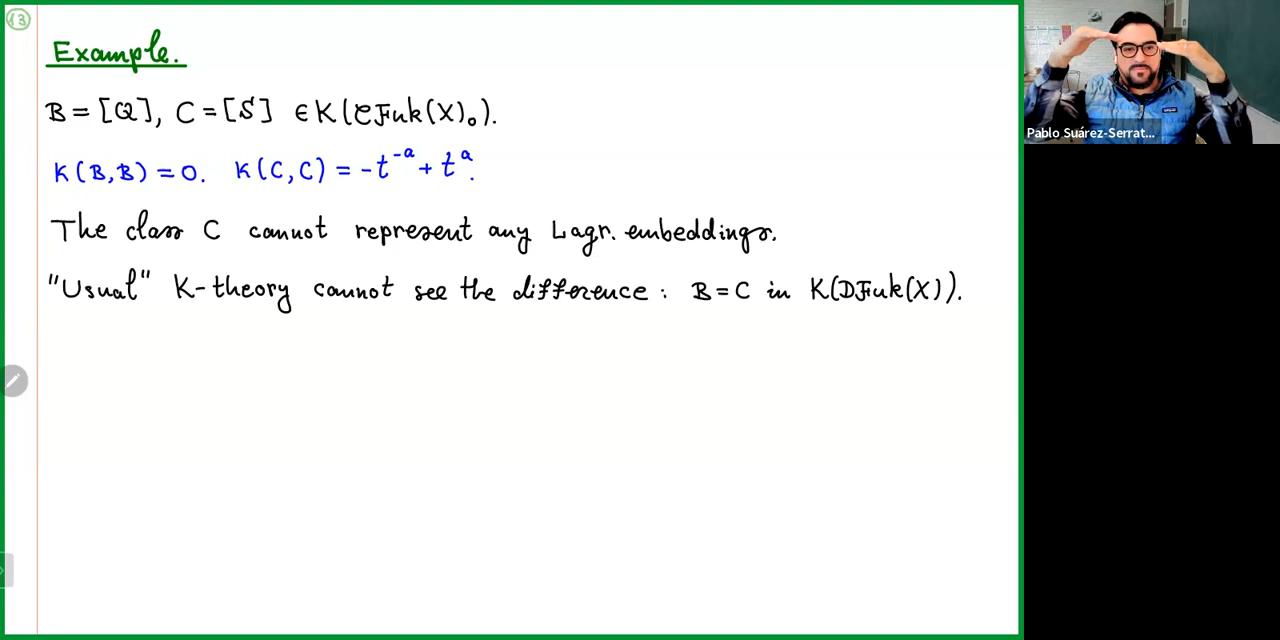 13
Example.
B = [Q], C = [S] ∈ K(CFuk(X)₀).
κ(B,B) = 0. κ(C,C) = -t^{-a} + t^{a}.
The class C cannot represent any Lagr. embeddings.
"Usual" K-theory cannot see the difference: B = C in K(DFuk(X)).
Pablo Suárez-Serrat...